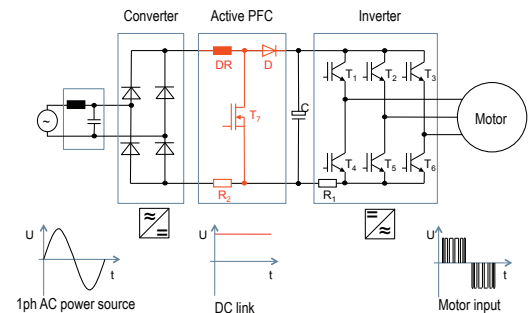 Converter
Active PFC
Inverter
DR
D
C
T1
T2
T3
T7
~
Motor
T4
T5
T6
R2
R1
≈
=
=
≈
U
t
1ph AC power source
U
t
DC link
U
t
Motor input